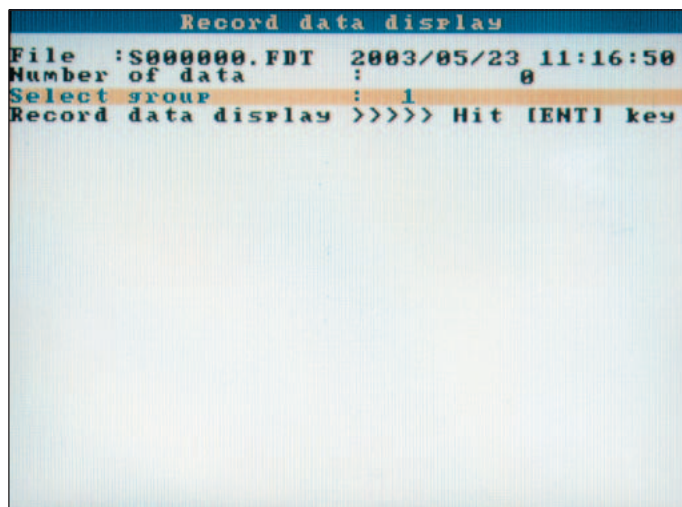 Record data display
File :S000000.FDT 2003/05/23 11:16:50
Number of data : 0
Select group : 1
Record data display >>>>> Hit [ENT] key